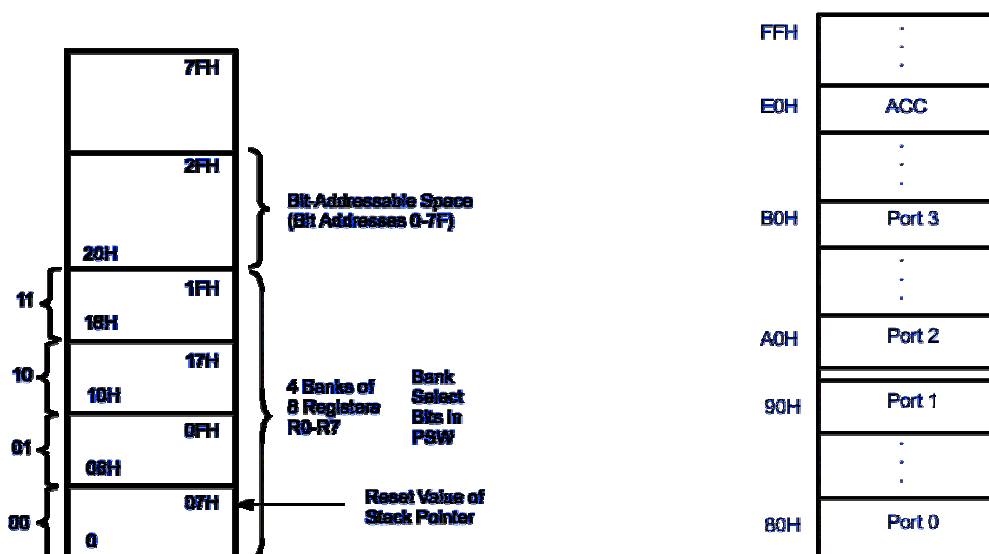 7FH
2FH
Bit-Addressable Space
(Bit Addresses 0-7F)
20H
11
1FH
18H
10
17H
10H
4 Banks of
8 Registers
R0-R7
Bank
Select
Bits in
PSW
01
0FH
08H
00
07H
0
Reset Value of
Stack Pointer
FFH
E0H ACC
B0H Port 3
A0H Port 2
90H Port 1
80H Port 0